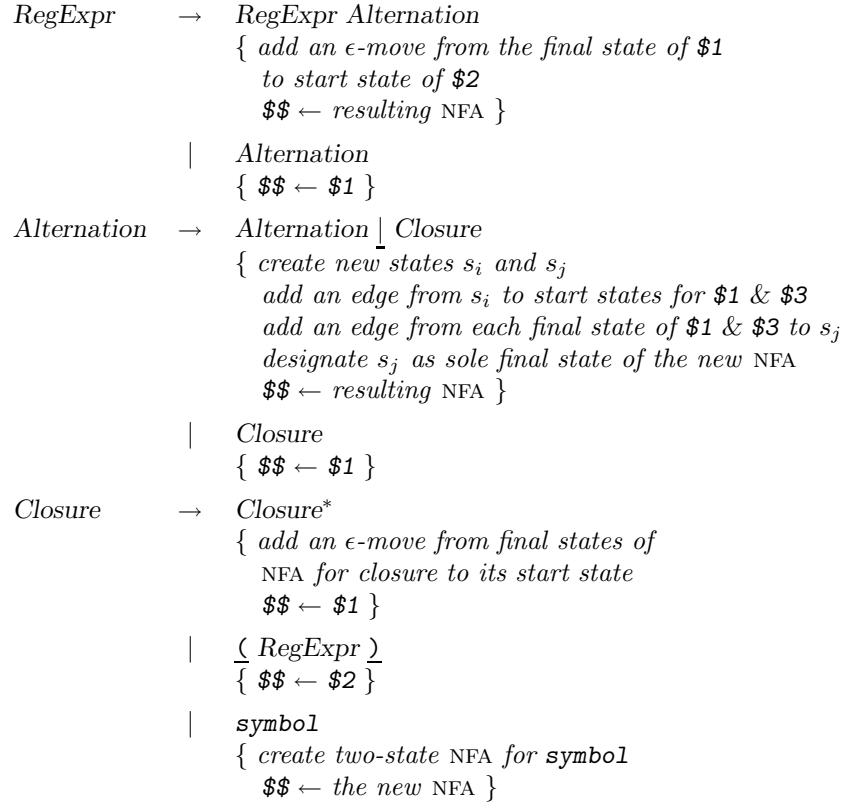 RegExpr → RegExpr Alternation
{ add an ϵ-move from the final state of $1
to start state of $2
$$ ← resulting NFA }
| Alternation
{ $$ ← $1 }
Alternation → Alternation | Closure
{ create new states sᵢ and sⱼ
add an edge from sᵢ to start states for $1 & $3
add an edge from each final state of $1 & $3 to sⱼ
designate sⱼ as sole final state of the new NFA
$$ ← resulting NFA }
| Closure
{ $$ ← $1 }
Closure → Closure*
{ add an ϵ-move from final states of
NFA for closure to its start state
$$ ← $1 }
| ( RegExpr )
{ $$ ← $2 }
| symbol
{ create two-state NFA for symbol
$$ ← the new NFA }